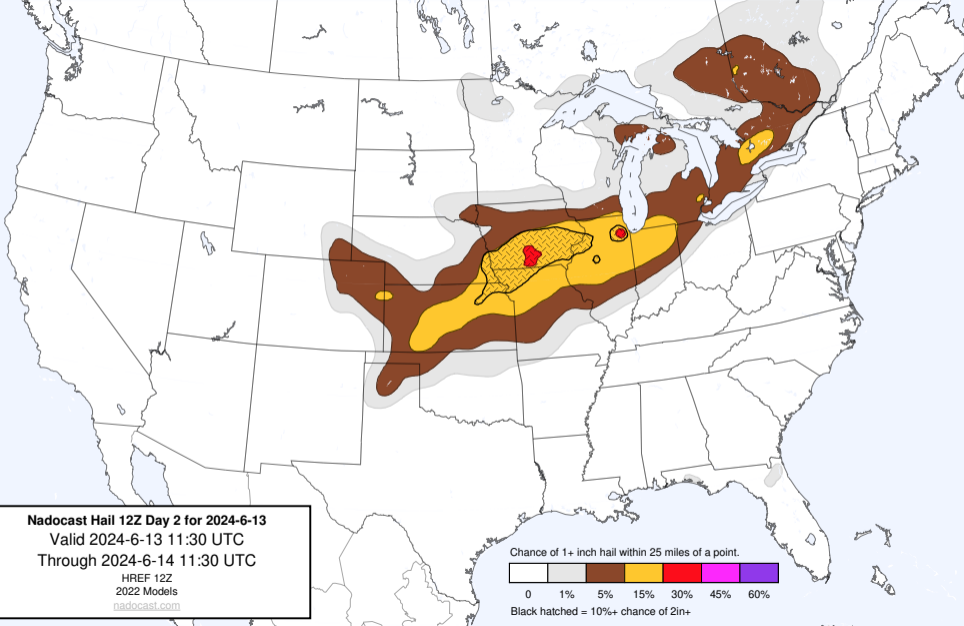 Nadocast Hail 12Z Day 2 for 2024-6-13
Valid 2024-6-13 11:30 UTC
Through 2024-6-14 11:30 UTC
HREF 12Z
2022 Models
nadocast.com
Chance of 1+ inch hail within 25 miles of a point.
0 1% 5% 15% 30% 45% 60%
Black hatched = 10%+ chance of 2in+